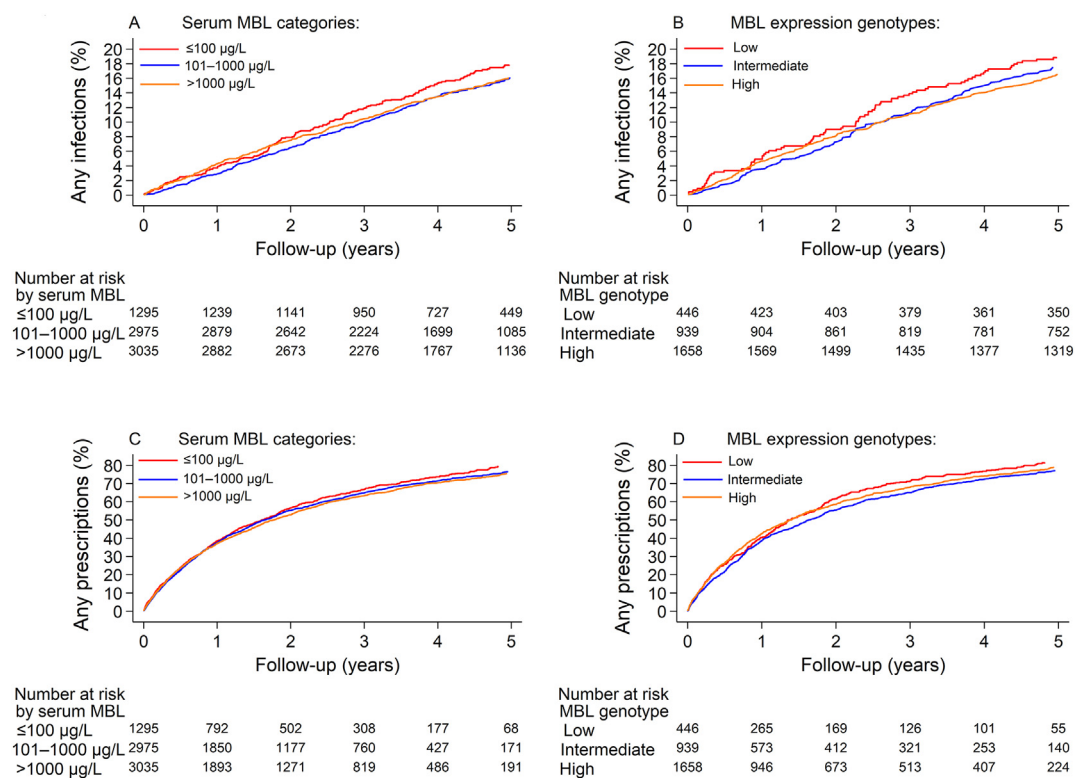 A Serum MBL categories:
≤100 µg/L
101–1000 µg/L
>1000 µg/L
Any infections (%)
20
18
16
14
12
10
8
6
4
2
0
0 1 2 3 4 5
Follow-up (years)
Number at risk
by serum MBL
≤100 µg/L 1295 1239 1141 950 727 449
101–1000 µg/L 2975 2879 2642 2224 1699 1085
>1000 µg/L 3035 2882 2673 2276 1767 1136
B MBL expression genotypes:
Low
Intermediate
High
Any infections (%)
20
18
16
14
12
10
8
6
4
2
0
0 1 2 3 4 5
Follow-up (years)
Number at risk
MBL genotype
Low 446 423 403 379 361 350
Intermediate 939 904 861 819 781 752
High 1658 1569 1499 1435 1377 1319
C Serum MBL categories:
≤100 µg/L
101–1000 µg/L
>1000 µg/L
Any prescriptions (%)
80
70
60
50
40
30
20
10
0
0 1 2 3 4 5
Follow-up (years)
Number at risk
by serum MBL
≤100 µg/L 1295 792 502 308 177 68
101–1000 µg/L 2975 1850 1177 760 427 171
>1000 µg/L 3035 1893 1271 819 486 191
D MBL expression genotypes:
Low
Intermediate
High
Any prescriptions (%)
80
70
60
50
40
30
20
10
0
0 1 2 3 4 5
Follow-up (years)
Number at risk
MBL genotype
Low 446 265 169 126 101 55
Intermediate 939 573 412 321 253 140
High 1658 946 673 513 407 224